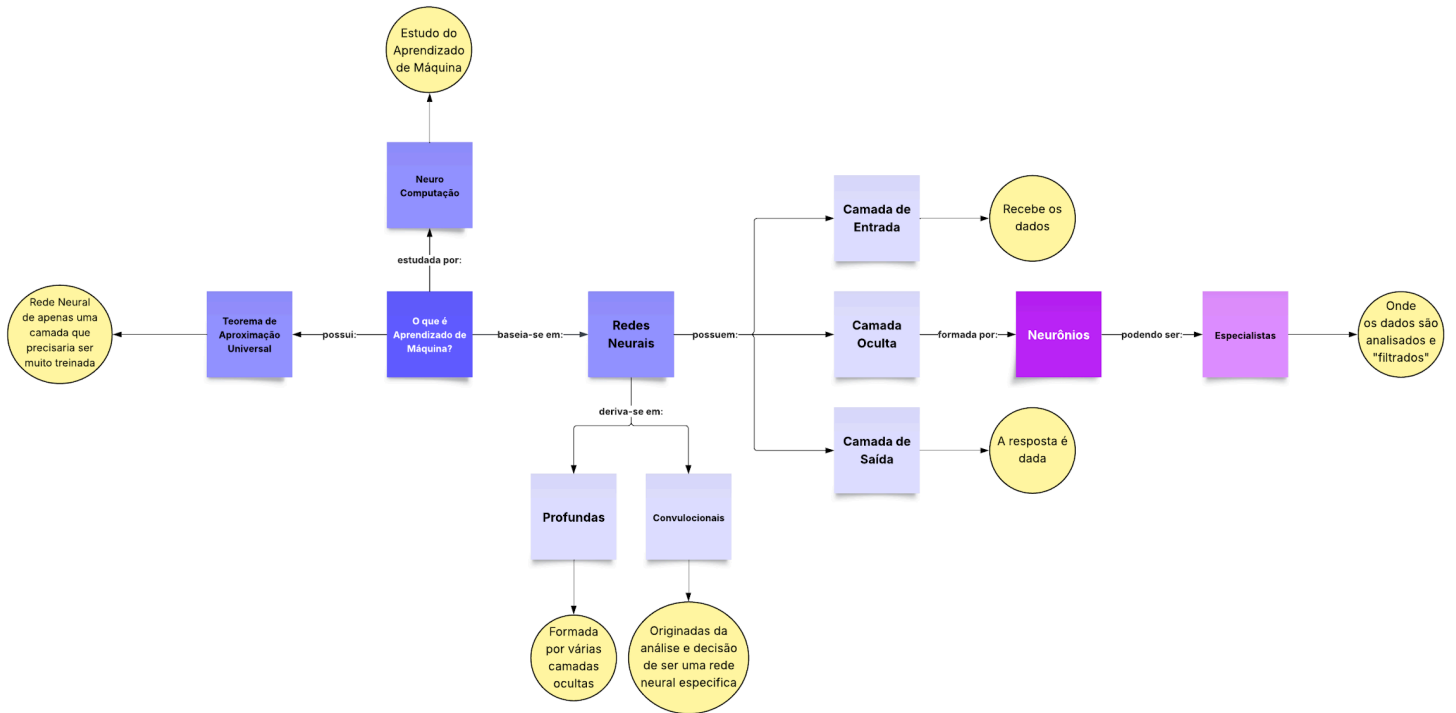 Estudo do
Aprendizado
de Máquina
Neuro
Computação
estudada por:
Rede Neural
de apenas uma
camada que
precisaria ser
muito treinada
Teorema de
Aproximação
Universal
possui:
O que é
Aprendizado de
Máquina?
baseia-se em:
Redes
Neurais
possuem:
Camada de
Entrada
Recebe os
dados
Camada
Oculta
formada por:
Neurônios
podendo ser:
Especialistas
Onde
os dados são
analisados e
"filtrados"
Camada de
Saída
A resposta é
dada
deriva-se em:
Profundas
Convulocionais
Formada
por várias
camadas
ocultas
Originadas da
análise e decisão
de ser uma rede
neural especifica